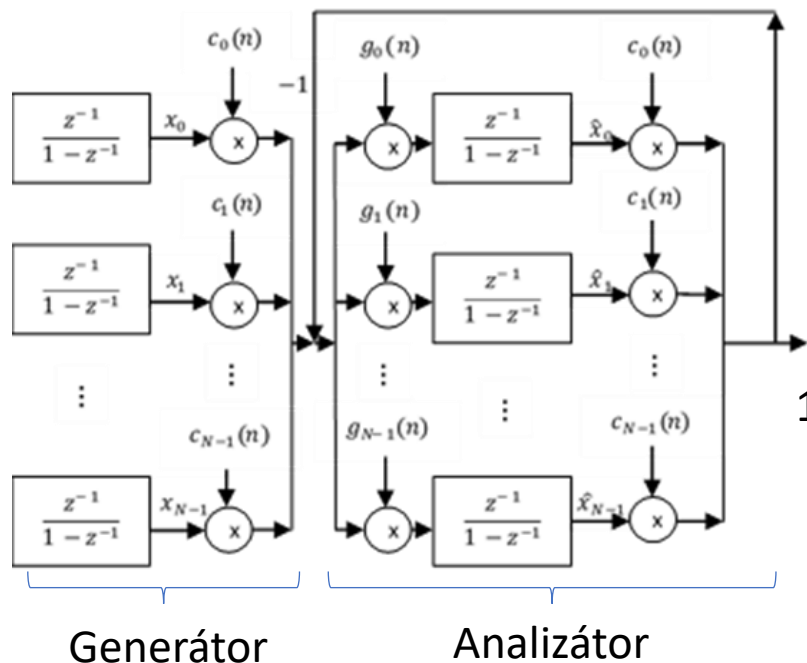 c₀(n)
g₀(n)
c₀(n)
−1
z⁻¹
1 − z⁻¹
x₀
x
x
z⁻¹
1 − z⁻¹
x̂₀
x
c₁(n)
g₁(n)
c₁(n)
z⁻¹
1 − z⁻¹
x₁
x
x
z⁻¹
1 − z⁻¹
x̂₁
x
⋮
⋮
⋮
⋮
⋮
1
c_{N−1}(n)
g_{N−1}(n)
c_{N−1}(n)
z⁻¹
1 − z⁻¹
x_{N−1}
x
x
z⁻¹
1 − z⁻¹
x̂_{N−1}
x
Generátor
Analizátor